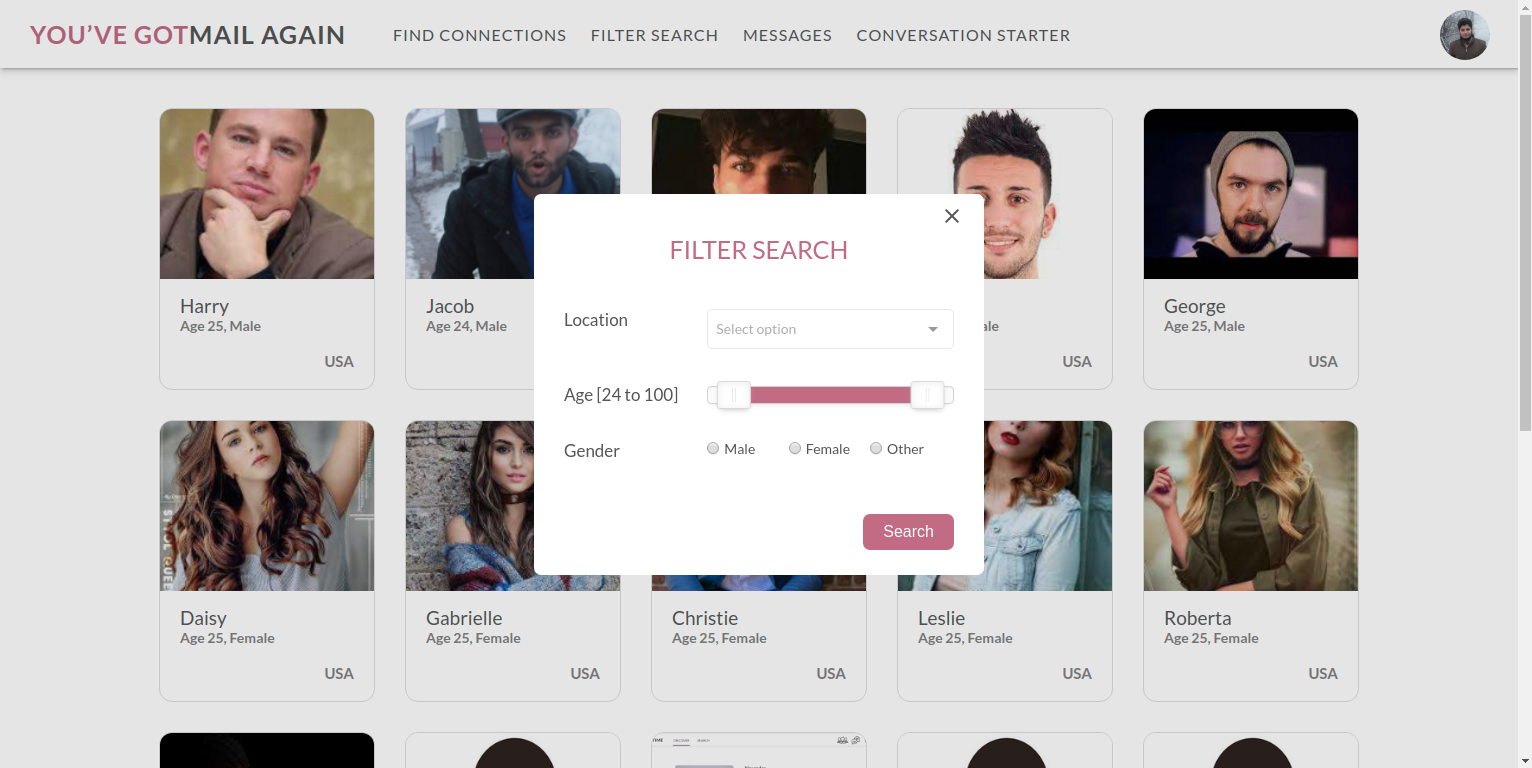 YOU’VE GOTMAIL AGAIN
FIND CONNECTIONS
FILTER SEARCH
MESSAGES
CONVERSATION STARTER
FILTER SEARCH
Location
Select option
Age [24 to 100]
Gender
Male
Female
Other
Search
Harry
Age 25, Male
USA
Jacob
Age 24, Male
ale
USA
George
Age 25, Male
USA
Daisy
Age 25, Female
USA
Gabrielle
Age 25, Female
USA
Christie
Age 25, Female
USA
Leslie
Age 25, Female
USA
Roberta
Age 25, Female
USA